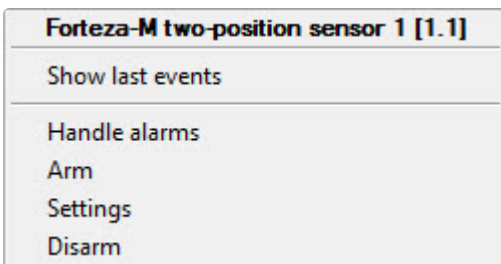 Forteza-M two-position sensor 1 [1.1]
Show last events
Handle alarms
Arm
Settings
Disarm